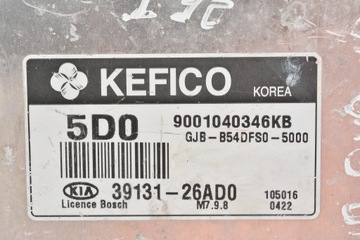 KEFICO KOREA
5D0 9001040346KB
GJB-B54DFS0-5000
KIA 39131-26AD0 105016
Licence Bosch M7.9.8 0422